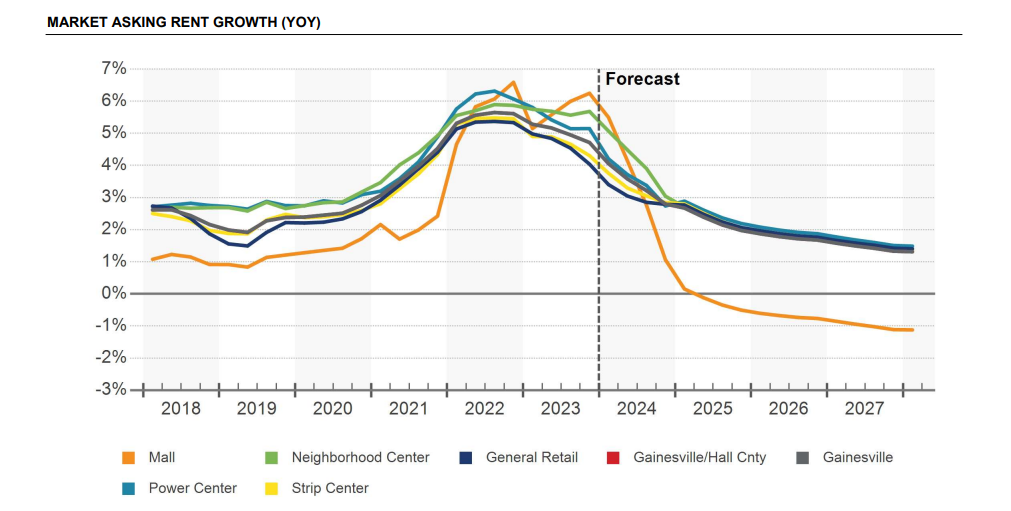 MARKET ASKING RENT GROWTH (YOY)
7%
Forecast
6%
5%
4%
3%
2%
1%
0%
-1%
-2%
-3%
2018 2019 2020 2021 2022 2023 2024 2025 2026 2027
Mall Neighborhood Center General Retail Gainesville/Hall Cnty Gainesville
Power Center Strip Center